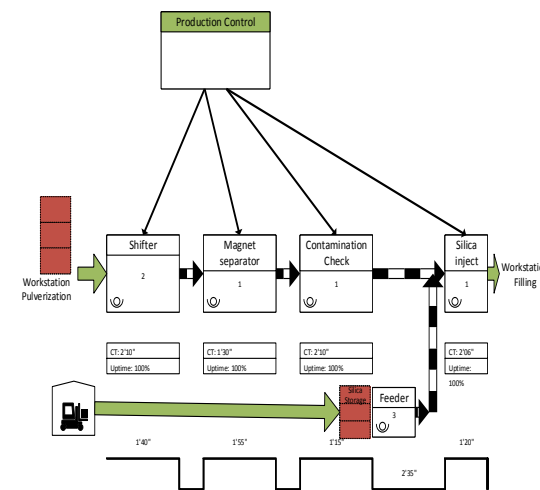 Production Control
Shifter
2
Magnet
separator
1
Contamination
Check
1
Silica
inject
1
Workstation
Pulverization
Workstati
Filling
CT: 2'10"
Uptime: 100%
CT: 1'30"
Uptime: 100%
CT: 2'10"
Uptime: 100%
CT: 2'06"
Uptime:
100%
Silica
Storage
Feeder
3
1'40"
1'55"
1'15"
1'20"
2'35"